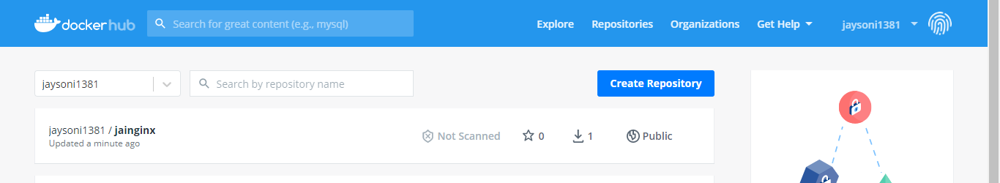 dockerhub Search for great content (e.g., mysql) Explore Repositories Organizations Get Help jaysoni1381
jaysoni1381 Search by repository name Create Repository
jaysoni1381 / jainginx Not Scanned 0 1 Public
Updated a minute ago